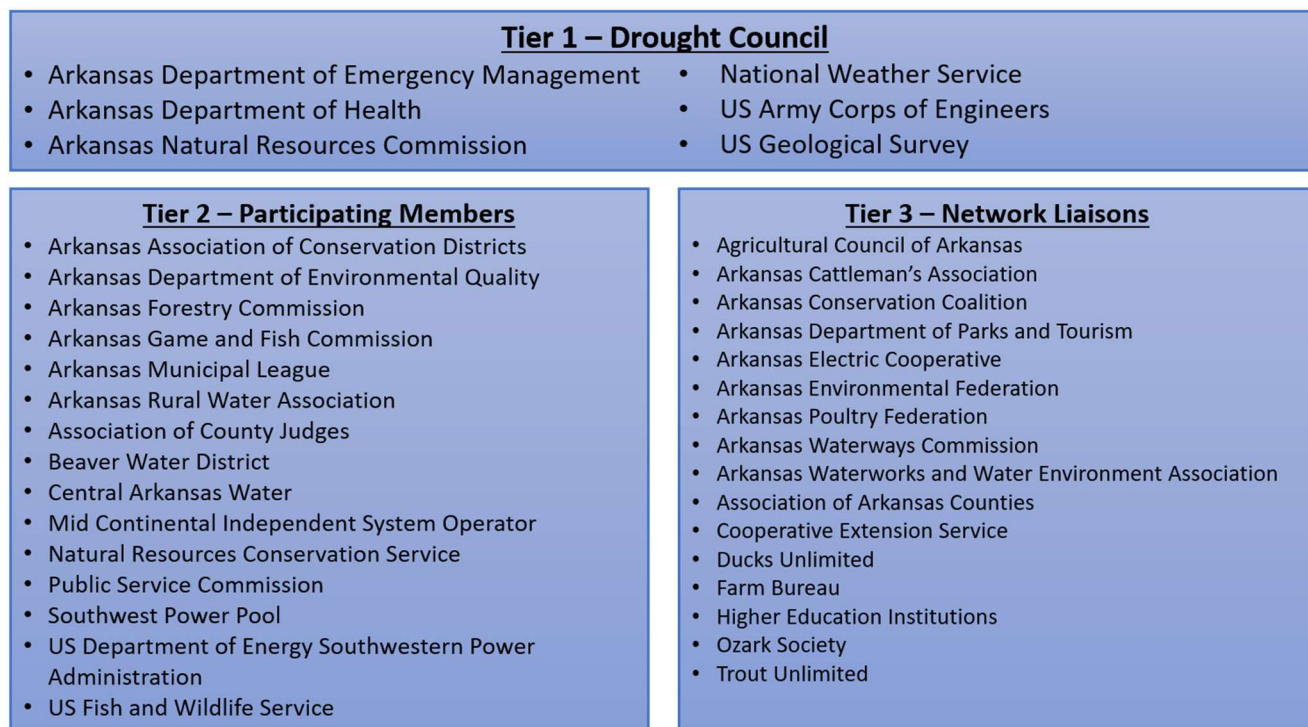 Tier 1 – Drought Council
• Arkansas Department of Emergency Management
• Arkansas Department of Health
• Arkansas Natural Resources Commission
• National Weather Service
• US Army Corps of Engineers
• US Geological Survey
Tier 2 – Participating Members
• Arkansas Association of Conservation Districts
• Arkansas Department of Environmental Quality
• Arkansas Forestry Commission
• Arkansas Game and Fish Commission
• Arkansas Municipal League
• Arkansas Rural Water Association
• Association of County Judges
• Beaver Water District
• Central Arkansas Water
• Mid Continental Independent System Operator
• Natural Resources Conservation Service
• Public Service Commission
• Southwest Power Pool
• US Department of Energy Southwestern Power
Administration
• US Fish and Wildlife Service
Tier 3 – Network Liaisons
• Agricultural Council of Arkansas
• Arkansas Cattleman’s Association
• Arkansas Conservation Coalition
• Arkansas Department of Parks and Tourism
• Arkansas Electric Cooperative
• Arkansas Environmental Federation
• Arkansas Poultry Federation
• Arkansas Waterways Commission
• Arkansas Waterworks and Water Environment Association
• Association of Arkansas Counties
• Cooperative Extension Service
• Ducks Unlimited
• Farm Bureau
• Higher Education Institutions
• Ozark Society
• Trout Unlimited